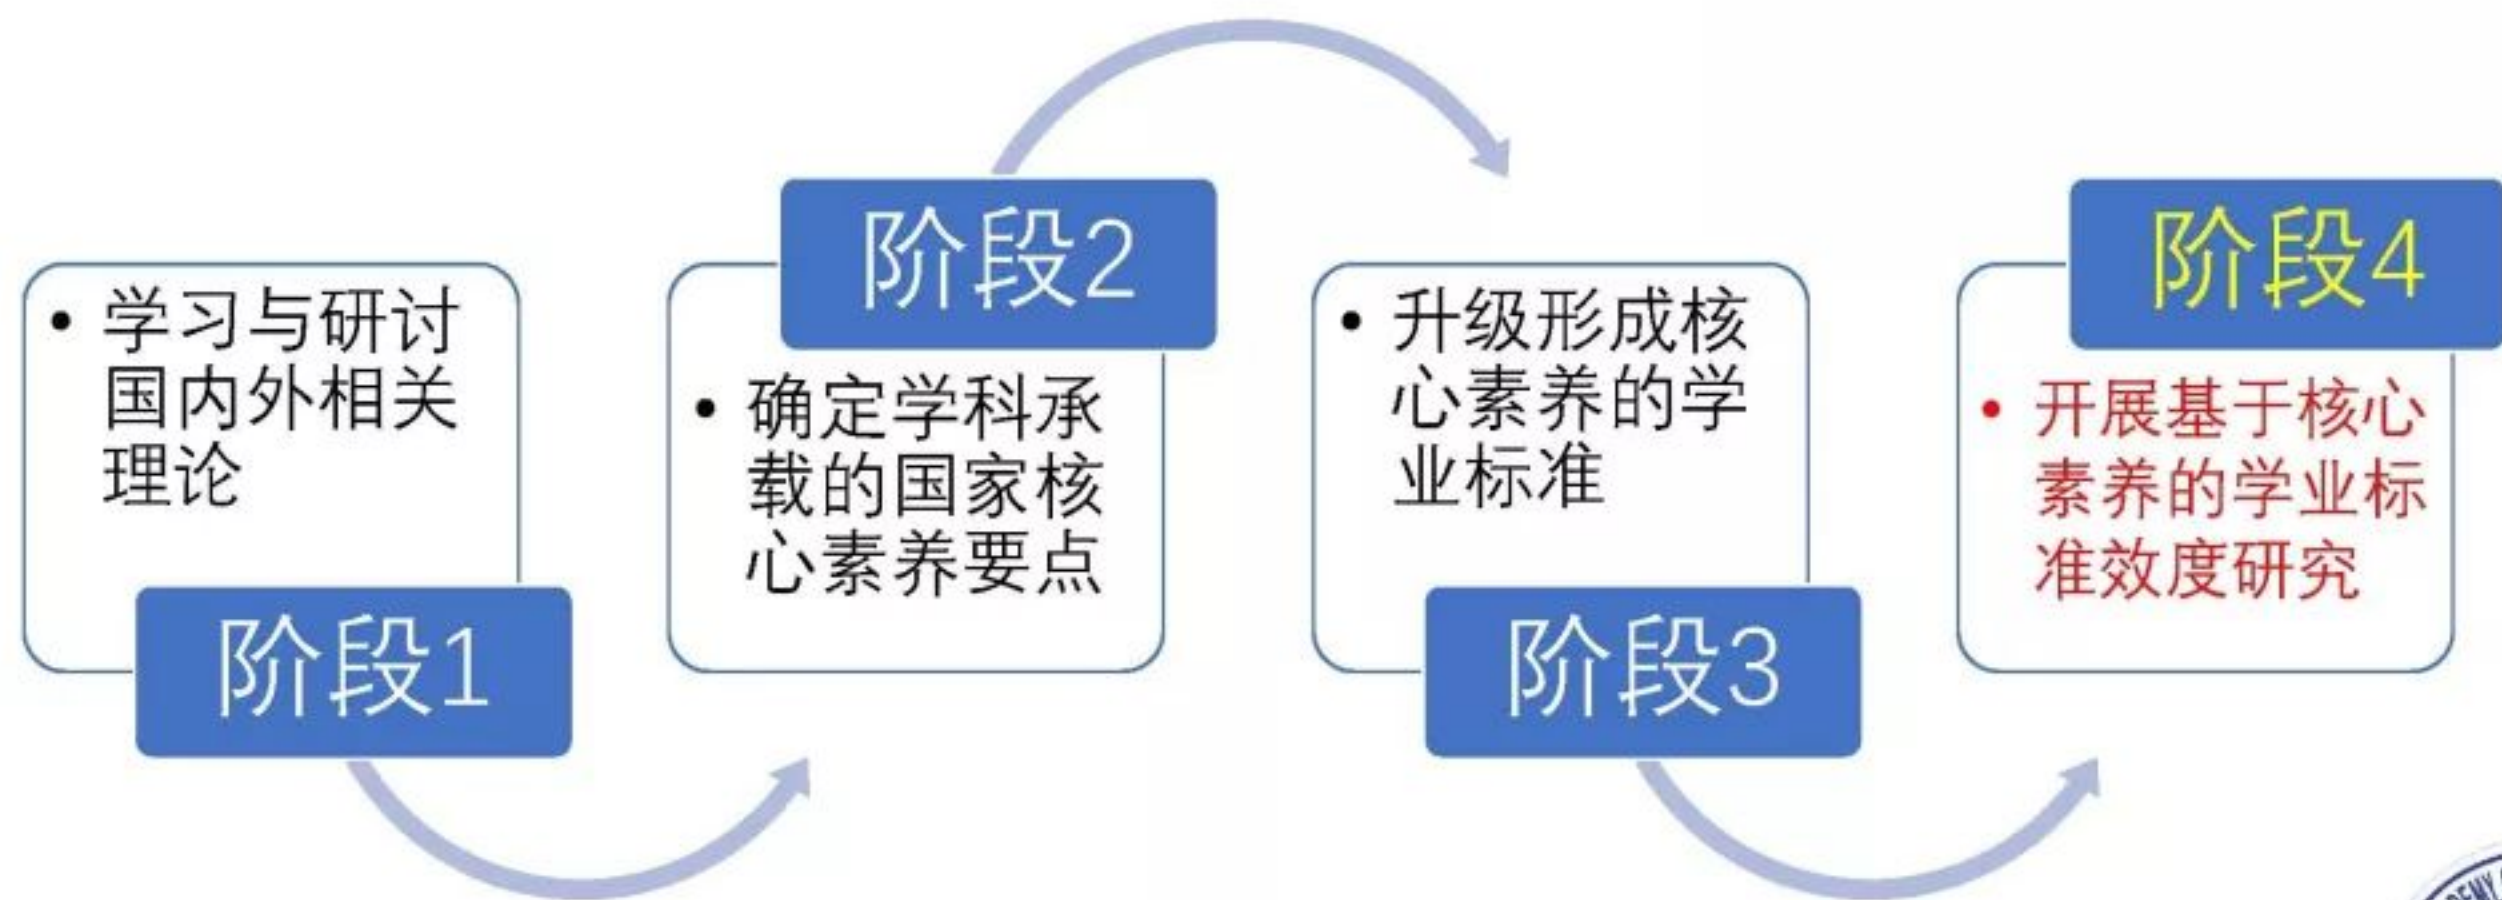 • 学习与研讨
国内外相关
理论
阶段1
阶段2
• 确定学科承
载的国家核
心素养要点
• 升级形成核
心素养的学
业标准
阶段3
阶段4
• 开展基于核心
素养的学业标
准效度研究